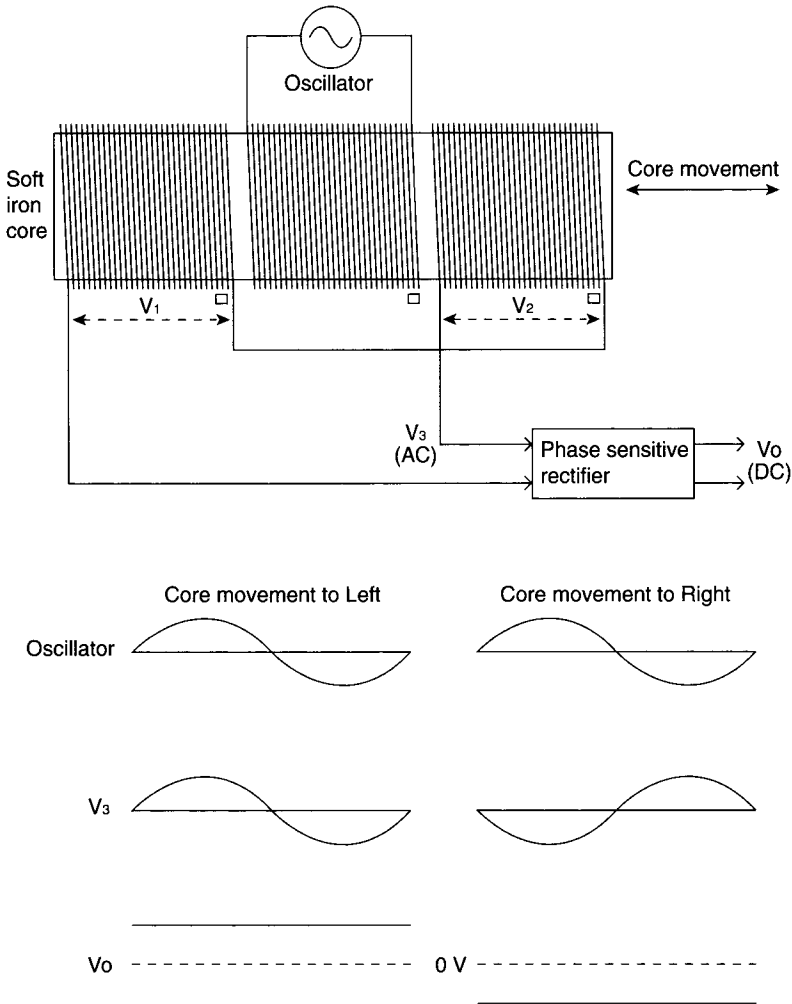 Oscillator
Core movement
Soft
iron
core
V₁
V₂
V₃
(AC)
Phase sensitive
rectifier
Vo
(DC)
Core movement to Left
Core movement to Right
Oscillator
V₃
Vo
0 V